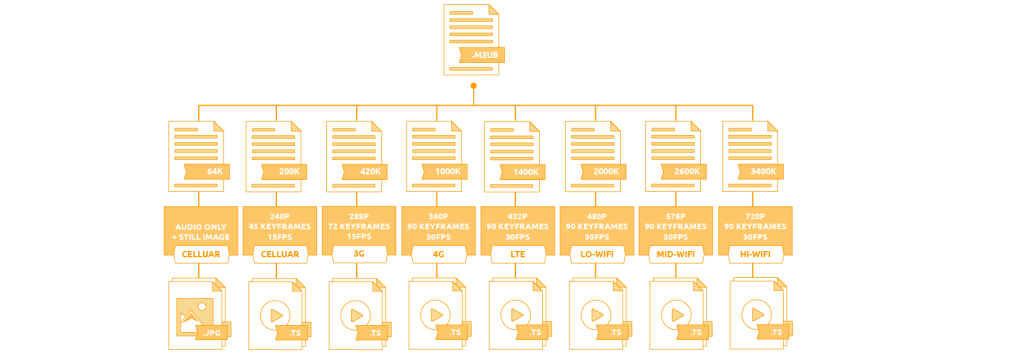 .M3U8
64K
200K
420K
1000K
1400K
2000K
2600K
3400K
AUDIO ONLY
+ STILL IMAGE
CELLUAR
240P
45 KEYFRAMES
15FPS
CELLUAR
288P
72 KEYFRAMES
15FPS
3G
360P
90 KEYFRAMES
30FPS
4G
432P
90 KEYFRAMES
30FPS
LTE
480P
90 KEYFRAMES
30FPS
LO-WIFI
576P
90 KEYFRAMES
30FPS
MID-WIFI
720P
90 KEYFRAMES
30FPS
HI-WIFI
.JPG
.TS
.TS
.TS
.TS
.TS
.TS
.TS